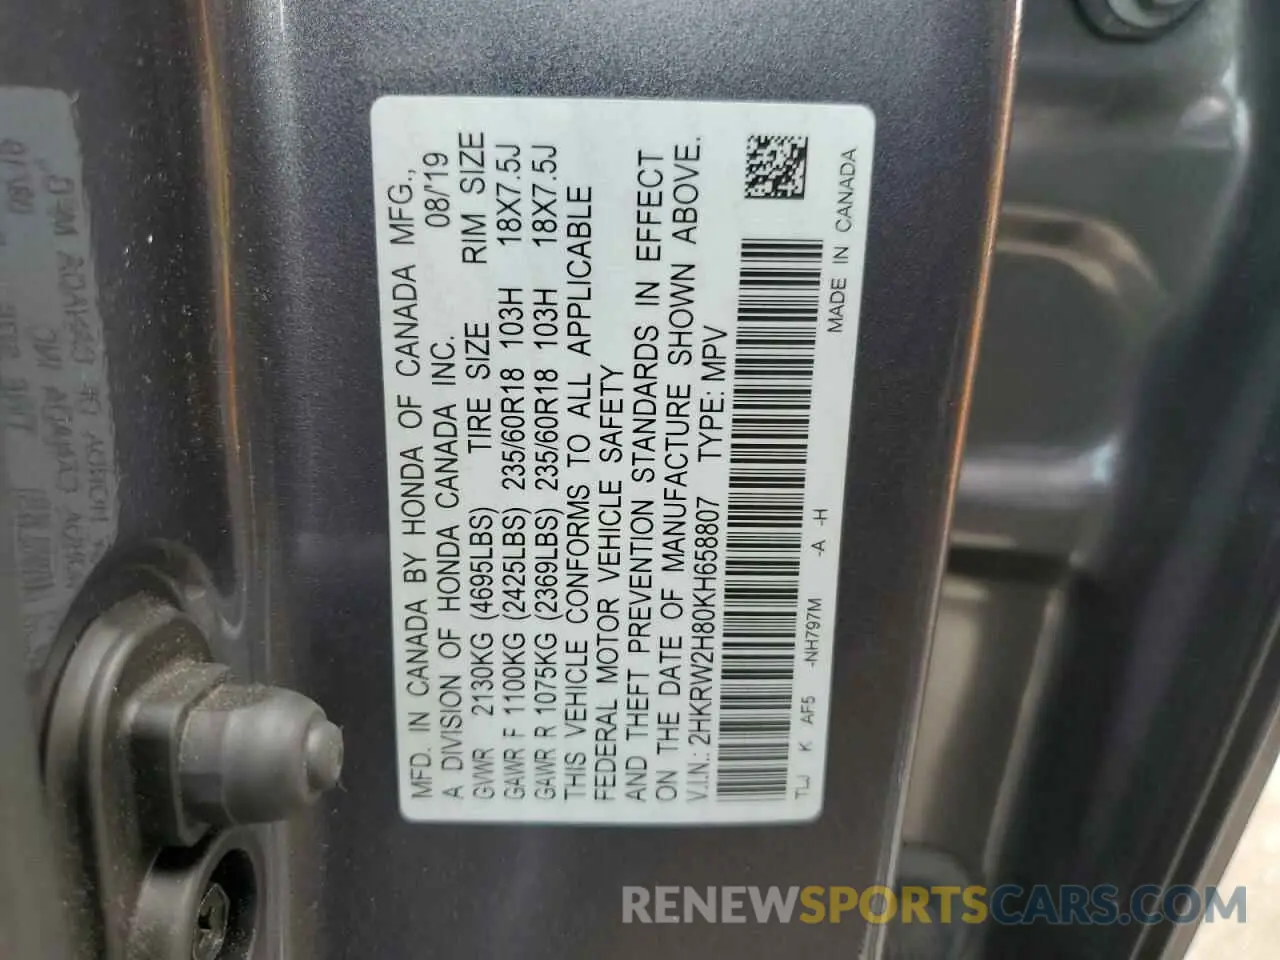 MFD. IN CANADA BY HONDA OF CANADA MFG.,
A DIVISION OF HONDA CANADA INC. 08/'19
GVWR 2130KG (4695LBS) TIRE SIZE RIM SIZE
GAWR F 1100KG (2425LBS) 235/60R18 103H 18X7.5J
GAWR R 1075KG (2369LBS) 235/60R18 103H 18X7.5J
THIS VEHICLE CONFORMS TO ALL APPLICABLE
FEDERAL MOTOR VEHICLE SAFETY
AND THEFT PREVENTION STANDARDS IN EFFECT
ON THE DATE OF MANUFACTURE SHOWN ABOVE.
V.I.N.: 2HKRW2H80KH658807 TYPE: MPV
TLJ K AF5 -NH797M -A -H
MADE IN CANADA
RENEWSPORTSCARS.COM